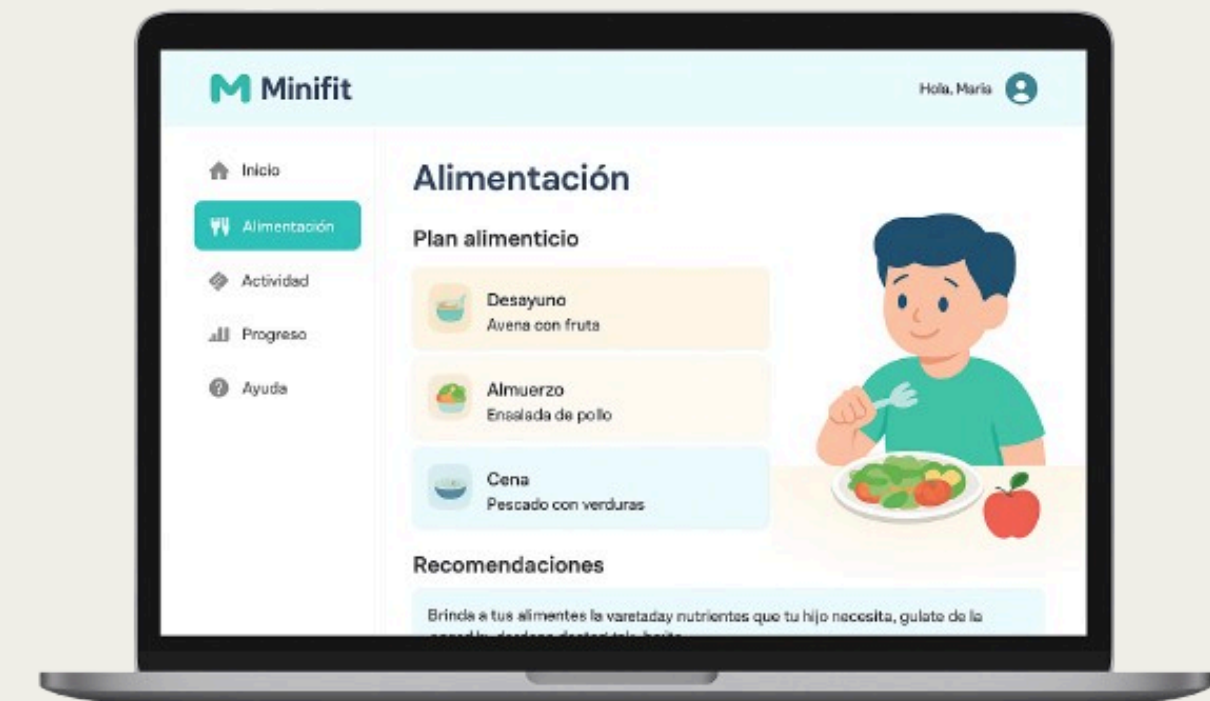 Minifit
Hola, Maria
Inicio
Alimentación
Actividad
Progreso
Ayuda
Alimentación
Plan alimenticio
Desayuno
Avena con fruta
Almuerzo
Ensalada de pollo
Cena
Pescado con verduras
Recomendaciones
Brinda a tus alimentes la varetaday nutrientes que tu hijo necesita, gulate de la